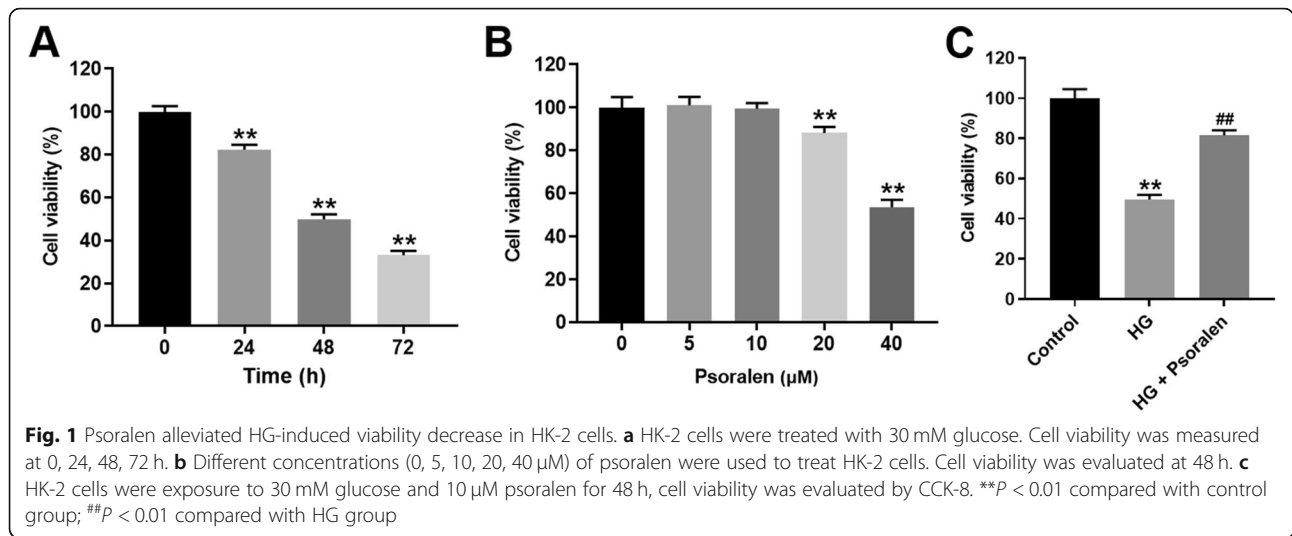 A
Cell viability (%)
120
100
80
60
40
20
0
**
**
**
0 24 48 72
Time (h)
B
Cell viability (%)
120
100
80
60
40
20
0
**
**
0 5 10 20 40
Psoralen (µM)
C
Cell viability (%)
120
100
80
60
40
20
0
**
##
Control
HG
HG + Psoralen
Fig. 1 Psoralen alleviated HG-induced viability decrease in HK-2 cells. a HK-2 cells were treated with 30 mM glucose. Cell viability was measured
at 0, 24, 48, 72 h. b Different concentrations (0, 5, 10, 20, 40 µM) of psoralen were used to treat HK-2 cells. Cell viability was evaluated at 48 h. c
HK-2 cells were exposure to 30 mM glucose and 10 µM psoralen for 48 h, cell viability was evaluated by CCK-8. **P < 0.01 compared with control
group; ##P < 0.01 compared with HG group